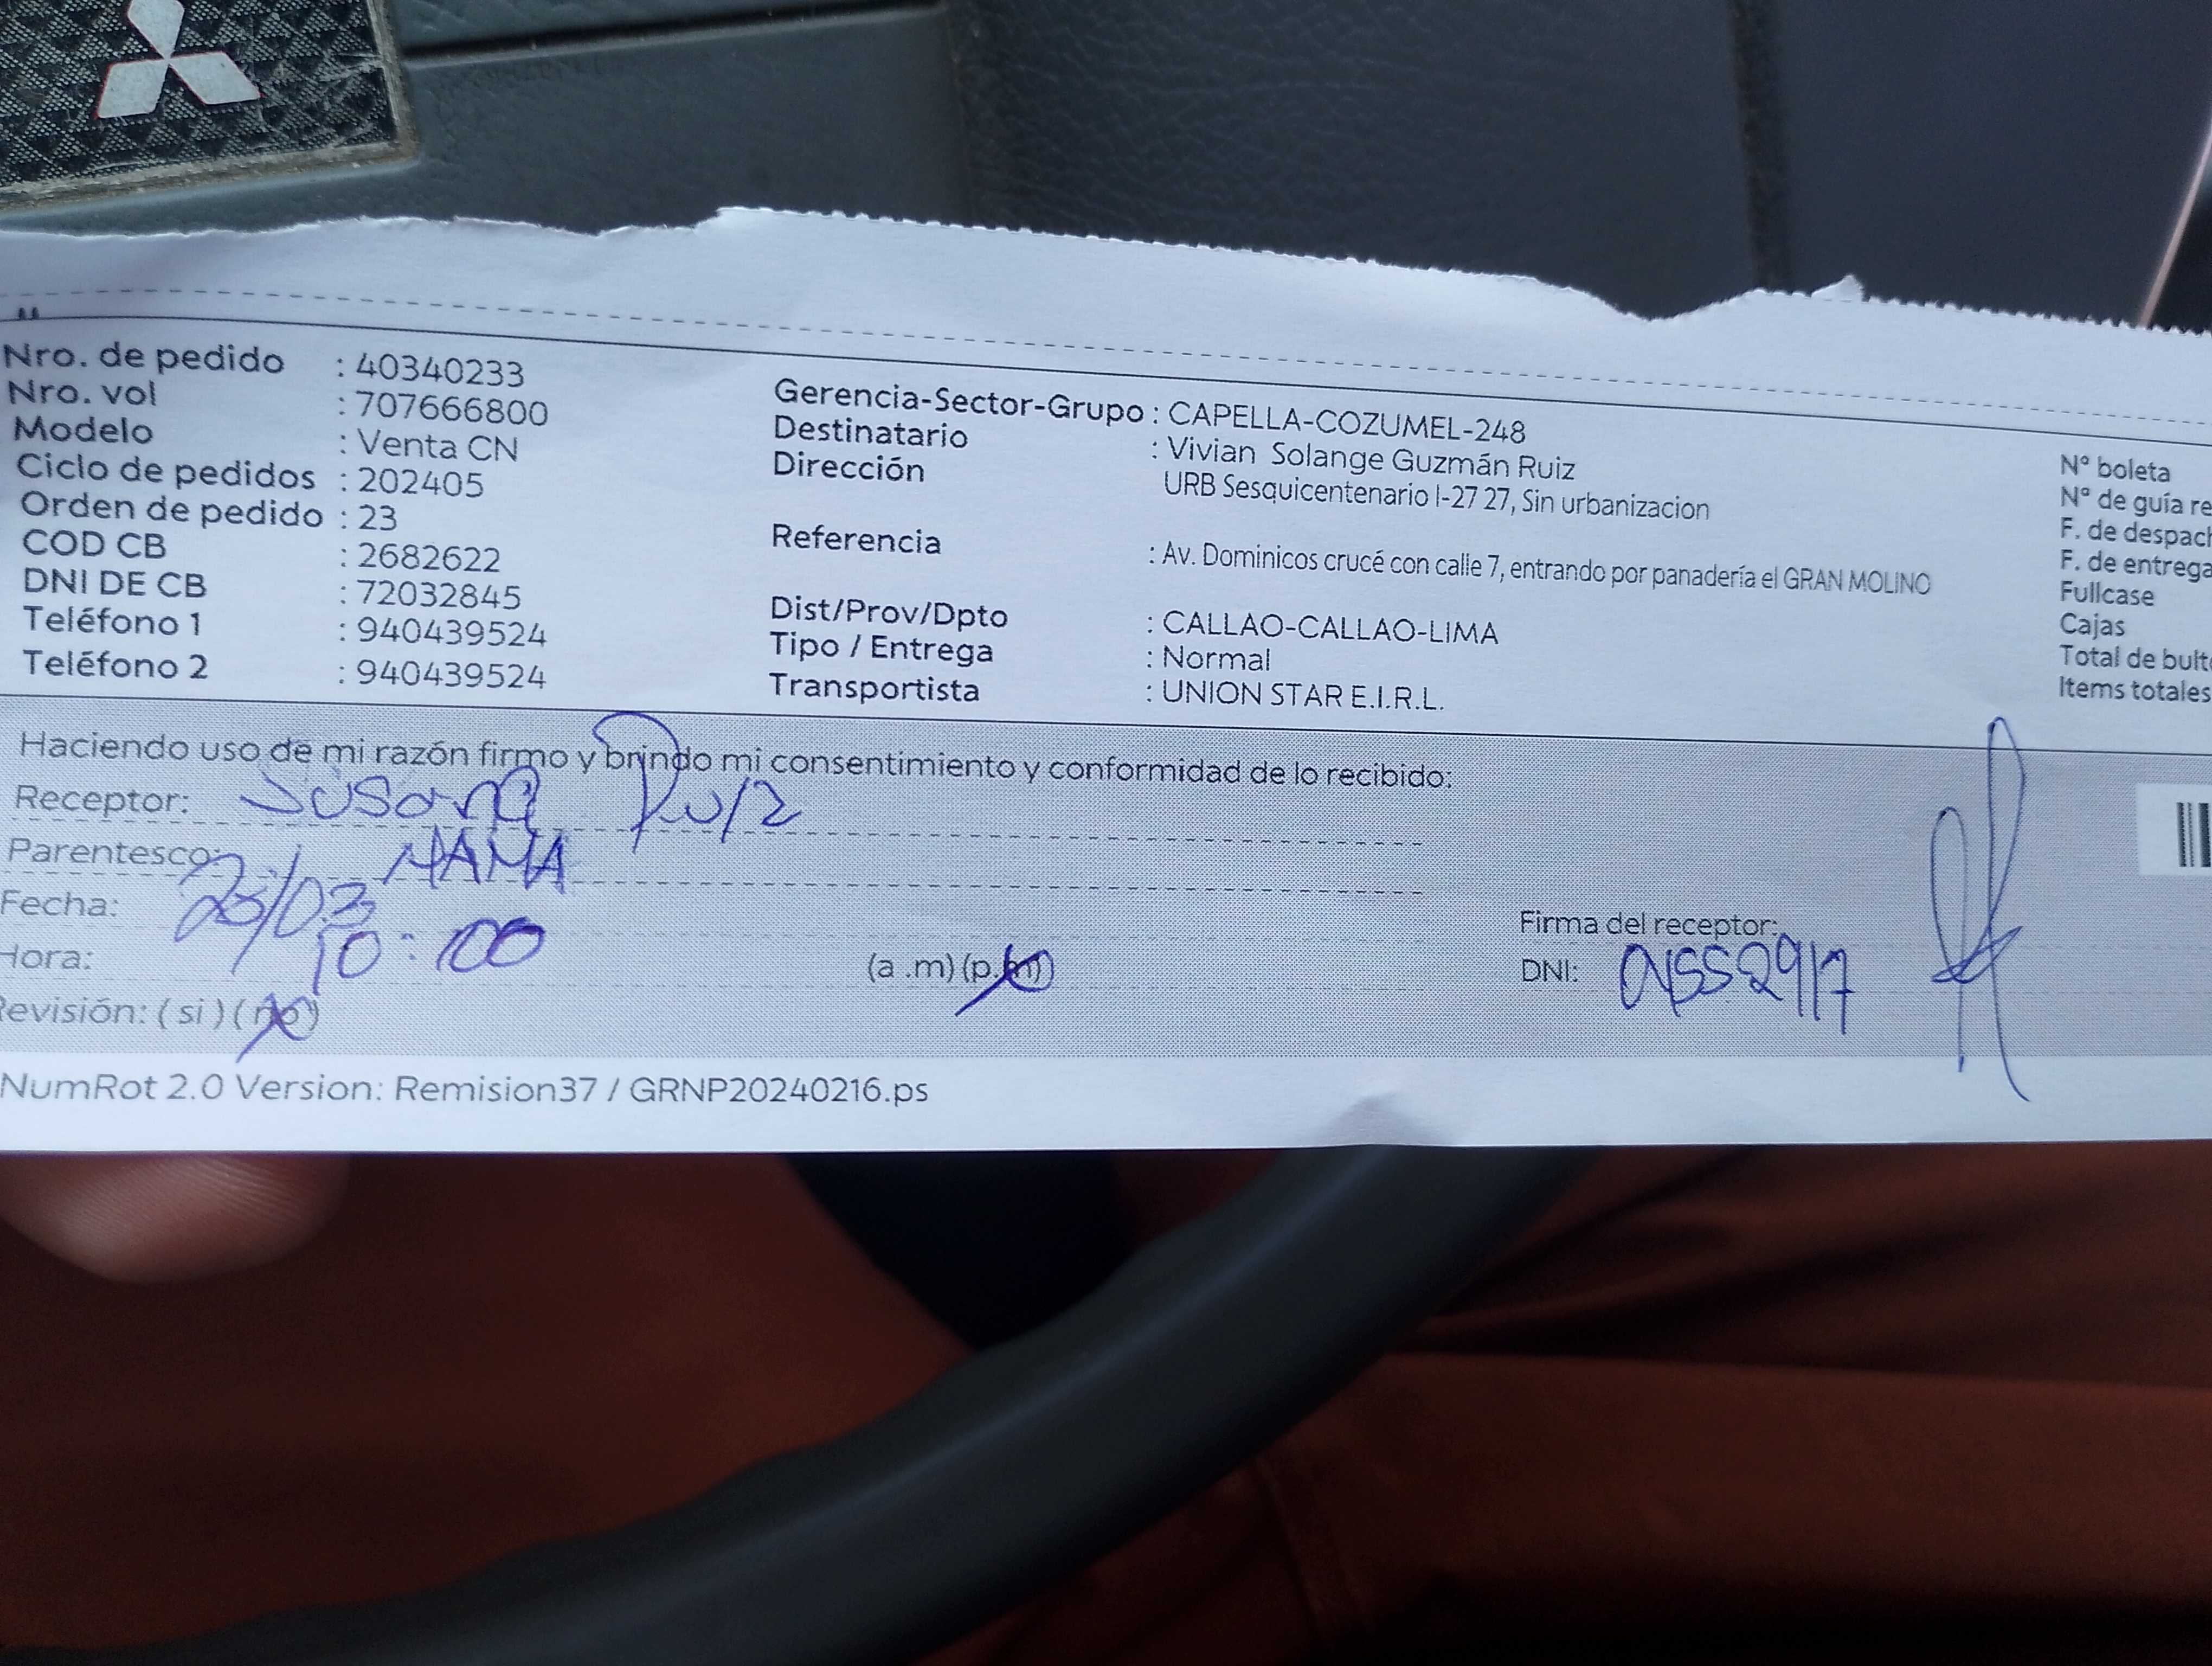 Nro. de pedido : 40340233
Nro. vol : 707666800
Modelo : Venta CN
Ciclo de pedidos : 202405
Orden de pedido : 23
COD CB : 2682622
DNI DE CB : 72032845
Teléfono 1 : 940439524
Teléfono 2 : 940439524
Gerencia-Sector-Grupo : CAPELLA-COZUMEL-248
Destinatario : Vivian Solange Guzmán Ruiz
Dirección URB Sesquicentenario I-27 27, Sin urbanizacion
Referencia : Av. Dominicos crucé con calle 7, entrando por panadería el GRAN MOLINO
Dist/Prov/Dpto : CALLAO-CALLAO-LIMA
Tipo / Entrega : Normal
Transportista : UNION STAR E.I.R.L.
N° boleta
N° de guía re
F. de despach
F. de entrega
Fullcase
Cajas
Total de bult
Items totales
Haciendo uso de mi razón firmo y brindo mi consentimiento y conformidad de lo recibido:
Receptor: Susana Ruiz
Parentesco: MAMA
Fecha:
Hora: 10:00 (a .m) (p.m)
Revisión: ( si ) ( no )
Firma del receptor:
DNI:
NumRot 2.0 Version: Remision37 / GRNP20240216.ps